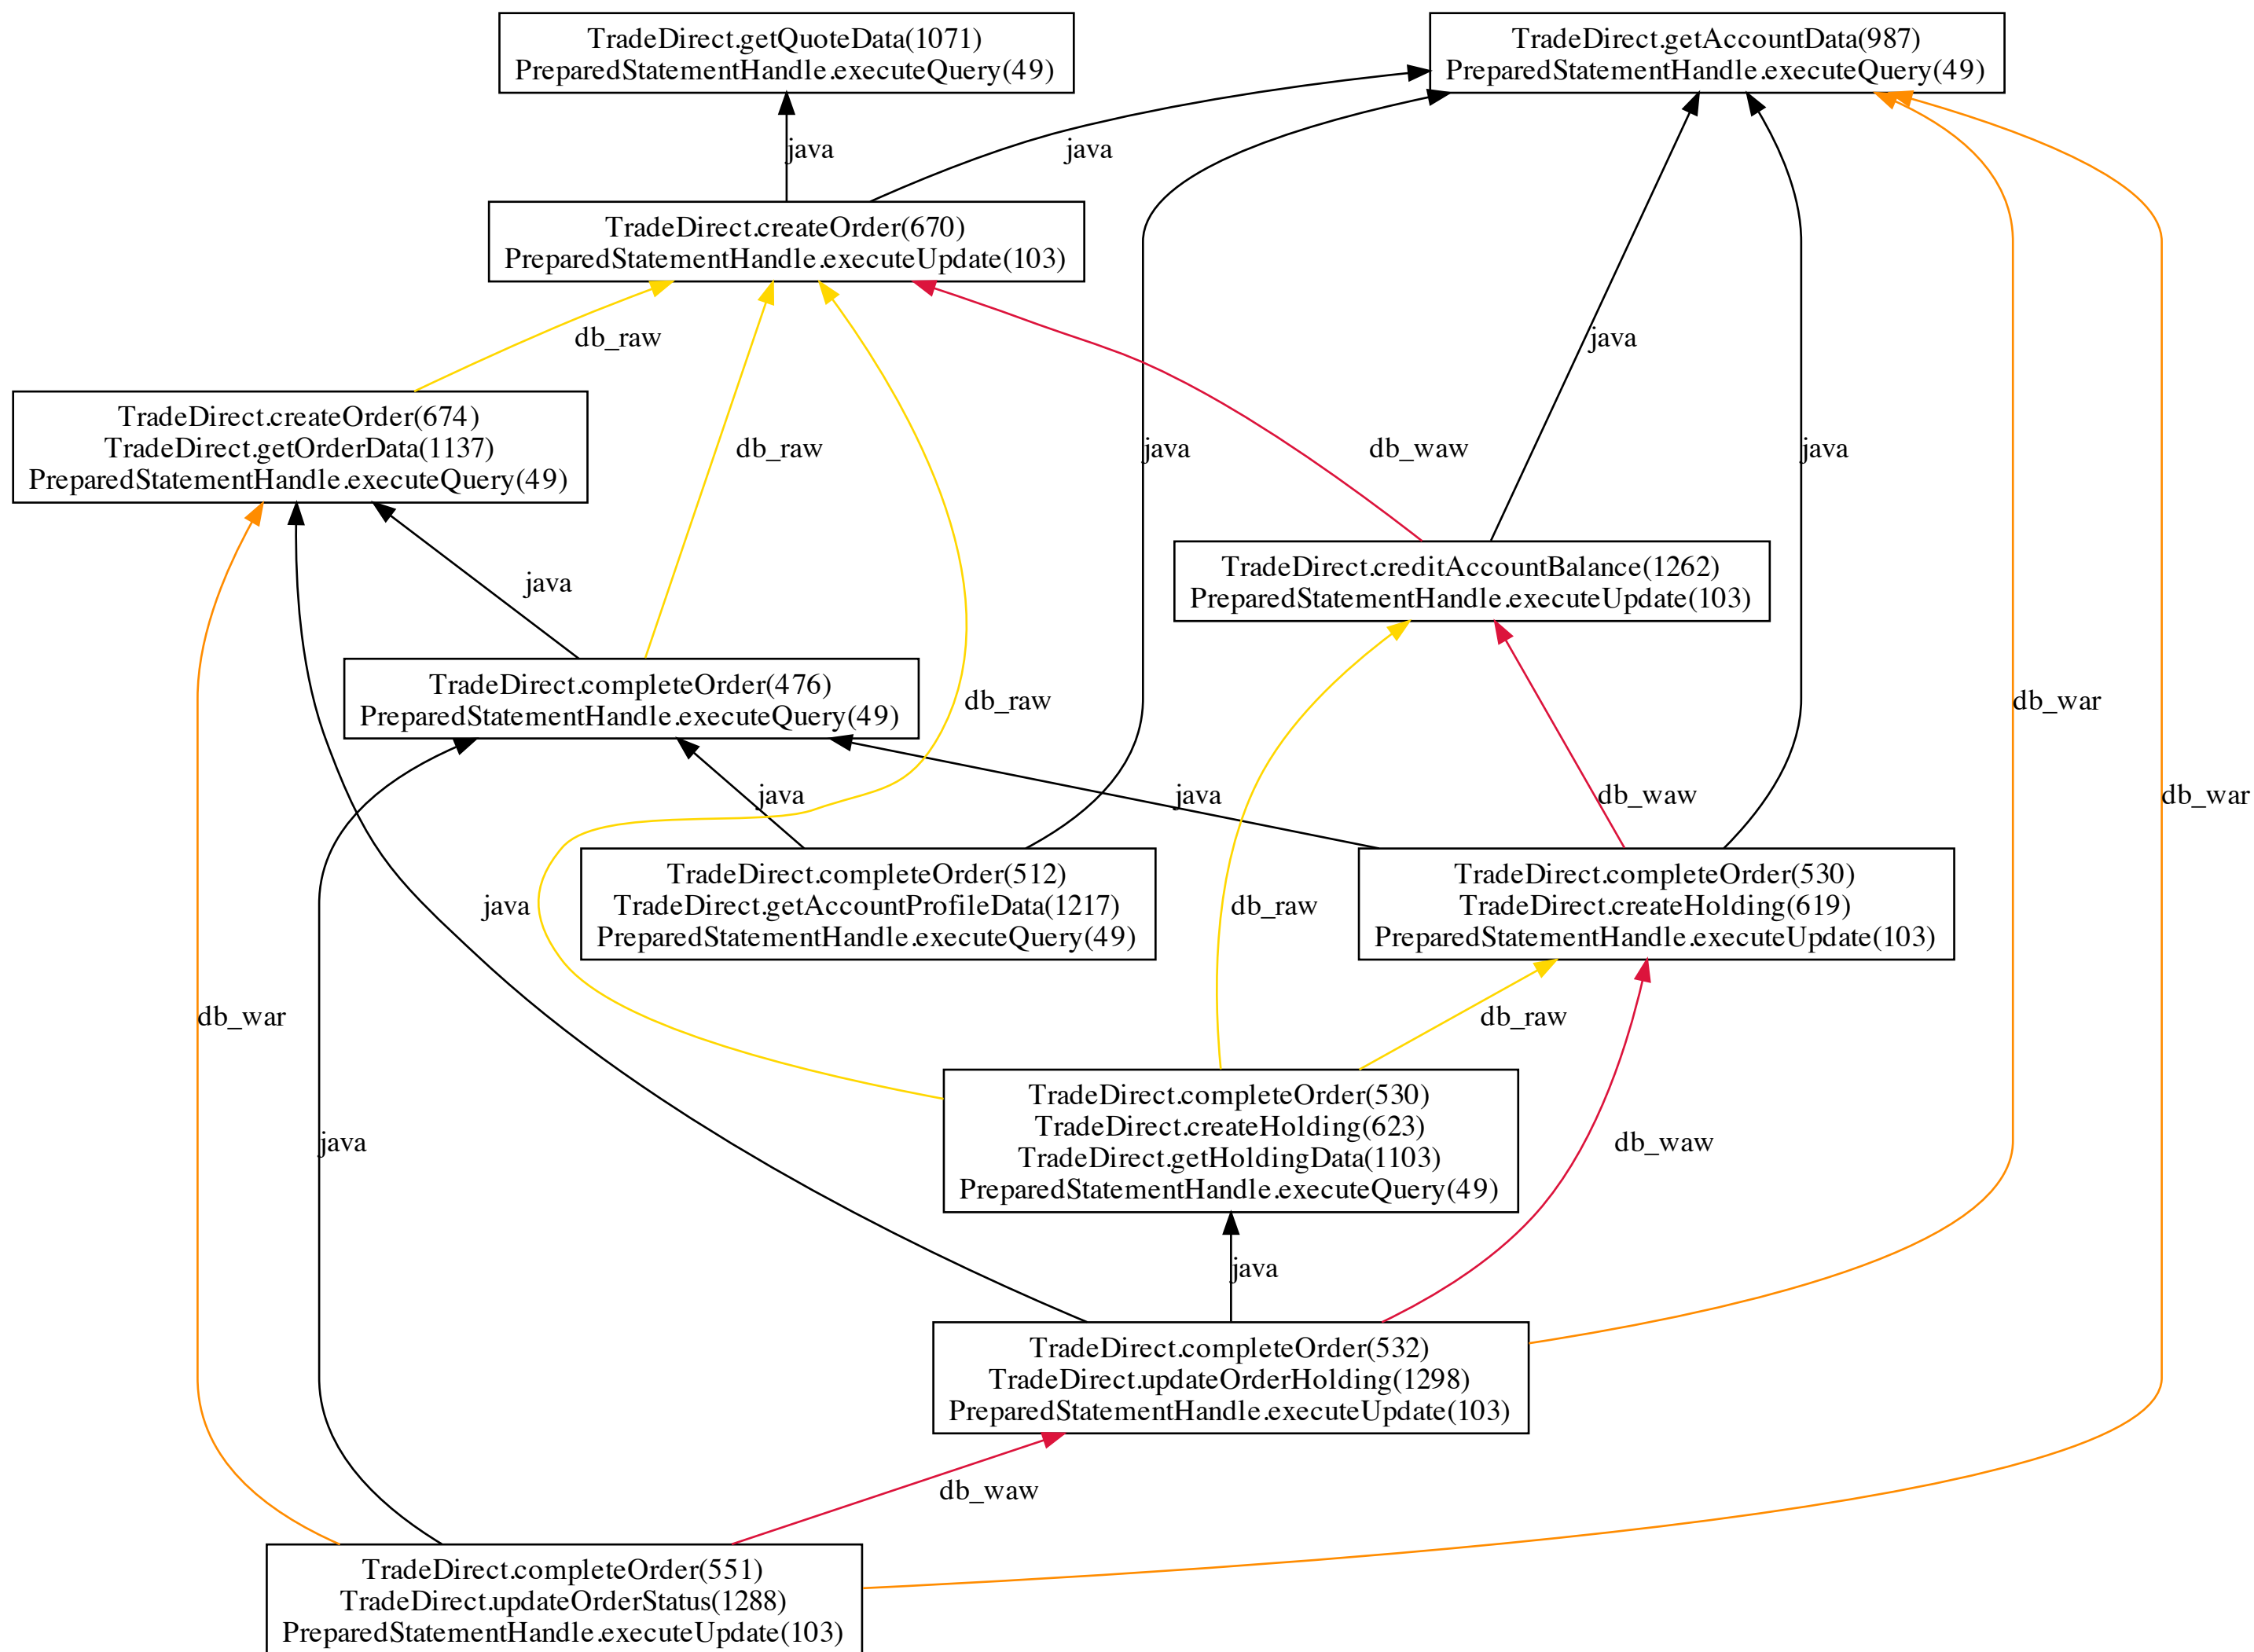 TradeDirect.getQuoteData(1071)
PreparedStatementHandle.executeQuery(49)
TradeDirect.getAccountData(987)
PreparedStatementHandle.executeQuery(49)
java
java
TradeDirect.createOrder(670)
PreparedStatementHandle.executeUpdate(103)
db_raw
java
TradeDirect.createOrder(674)
TradeDirect.getOrderData(1137)
PreparedStatementHandle.executeQuery(49)
db_raw
java
db_waw
java
TradeDirect.creditAccountBalance(1262)
PreparedStatementHandle.executeUpdate(103)
java
TradeDirect.completeOrder(476)
PreparedStatementHandle.executeQuery(49)
db_raw
db_war
java
java
db_waw
db_war
TradeDirect.completeOrder(512)
TradeDirect.getAccountProfileData(1217)
PreparedStatementHandle.executeQuery(49)
TradeDirect.completeOrder(530)
TradeDirect.createHolding(619)
PreparedStatementHandle.executeUpdate(103)
java
db_raw
db_war
db_raw
TradeDirect.completeOrder(530)
TradeDirect.createHolding(623)
TradeDirect.getHoldingData(1103)
PreparedStatementHandle.executeQuery(49)
java
db_waw
java
TradeDirect.completeOrder(532)
TradeDirect.updateOrderHolding(1298)
PreparedStatementHandle.executeUpdate(103)
db_waw
TradeDirect.completeOrder(551)
TradeDirect.updateOrderStatus(1288)
PreparedStatementHandle.executeUpdate(103)